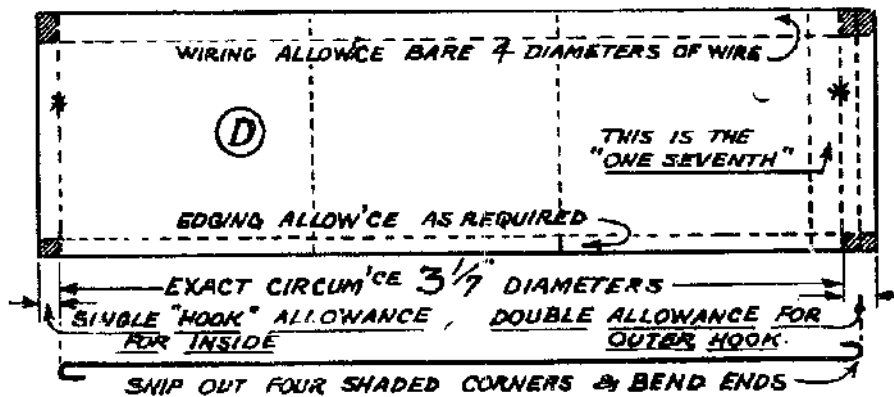 WIRING ALLOW'CE BARE 4 DIAMETERS OF WIRE
D
THIS IS THE
"ONE SEVENTH"
EDGING ALLOW'CE AS REQUIRED
EXACT CIRCUM'CE 3 1/7" DIAMETERS
SINGLE "HOOK" ALLOWANCE, DOUBLE ALLOWANCE FOR
FOR INSIDE OUTER HOOK.
SNIP OUT FOUR SHADED CORNERS & BEND ENDS